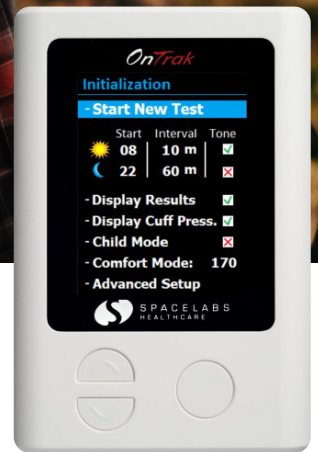 OnTrak
Initialization
- Start New Test
Start Interval Tone
08 10 m
22 60 m
- Display Results
- Display Cuff Press.
- Child Mode
- Comfort Mode: 170
- Advanced Setup
SPACELABS
HEALTHCARE